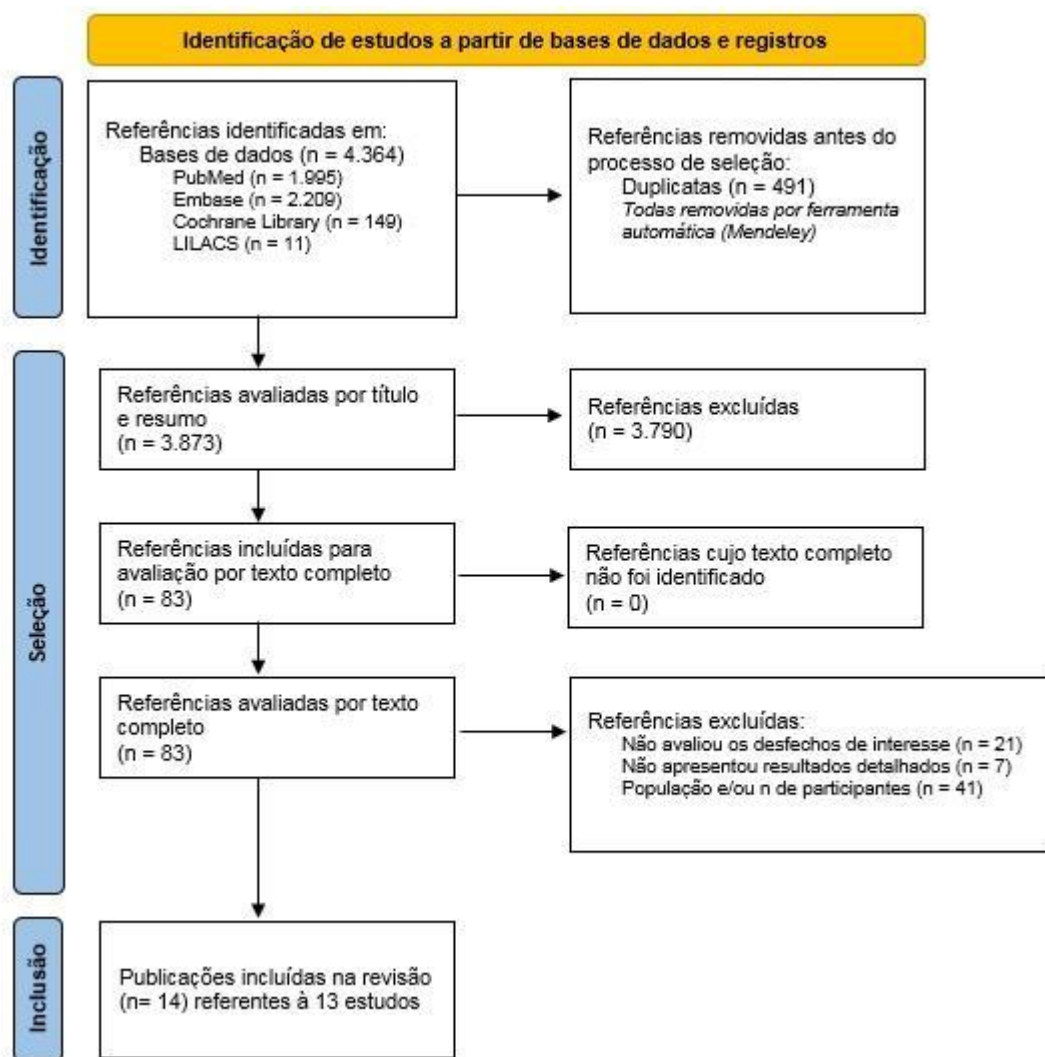 Identificação de estudos a partir de bases de dados e registros
Identificação
Referências identificadas em:
Bases de dados (n = 4.364)
PubMed (n = 1.995)
Embase (n = 2.209)
Cochrane Library (n = 149)
LILACS (n = 11)
Referências removidas antes do
processo de seleção:
Duplicatas (n = 491)
Todas removidas por ferramenta
automática (Mendeley)
Seleção
Referências avaliadas por título
e resumo
(n = 3.873)
Referências excluídas
(n = 3.790)
Referências incluídas para
avaliação por texto completo
(n = 83)
Referências cujo texto completo
não foi identificado
(n = 0)
Referências avaliadas por texto
completo
(n = 83)
Referências excluídas:
Não avaliou os desfechos de interesse (n = 21)
Não apresentou resultados detalhados (n = 7)
População e/ou n de participantes (n = 41)
Inclusão
Publicações incluídas na revisão
(n= 14) referentes à 13 estudos